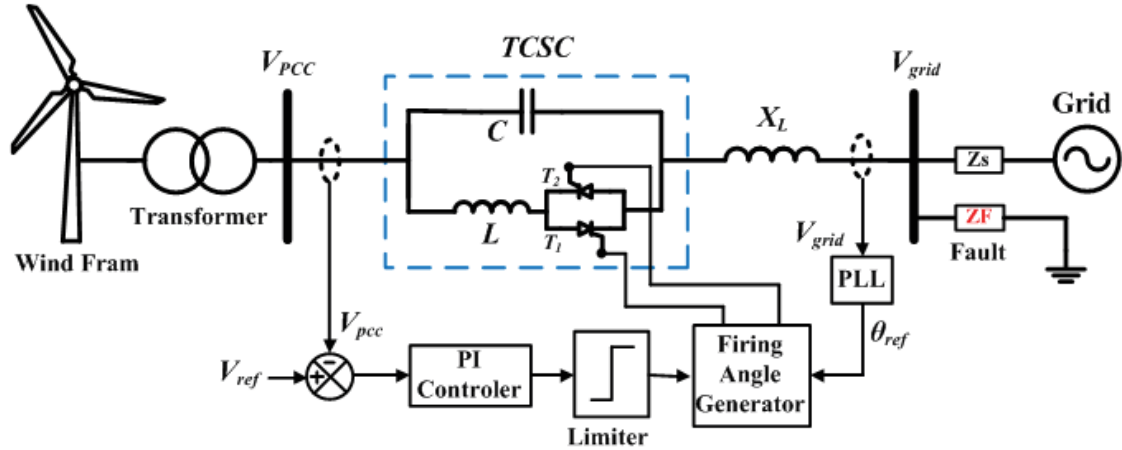 TCSC
V_PCC
V_grid
Grid
C
X_L
Zs
T_2
L
T_1
ZF
Transformer
Wind Fram
Fault
V_grid
PLL
V_pcc
θ_ref
V_ref
PI
Controler
Firing
Angle
Generator
Limiter